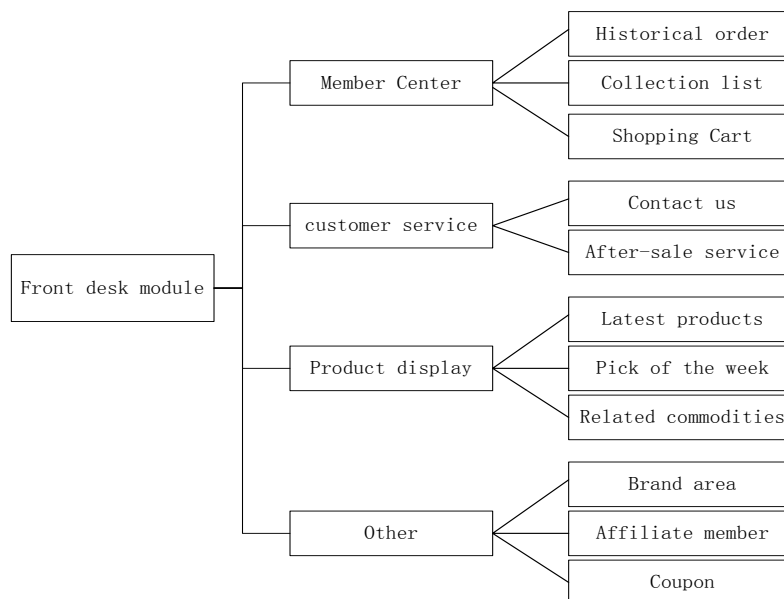 Front desk module
Member Center
Historical order
Collection list
Shopping Cart
customer service
Contact us
After-sale service
Product display
Latest products
Pick of the week
Related commodities
Other
Brand area
Affiliate member
Coupon